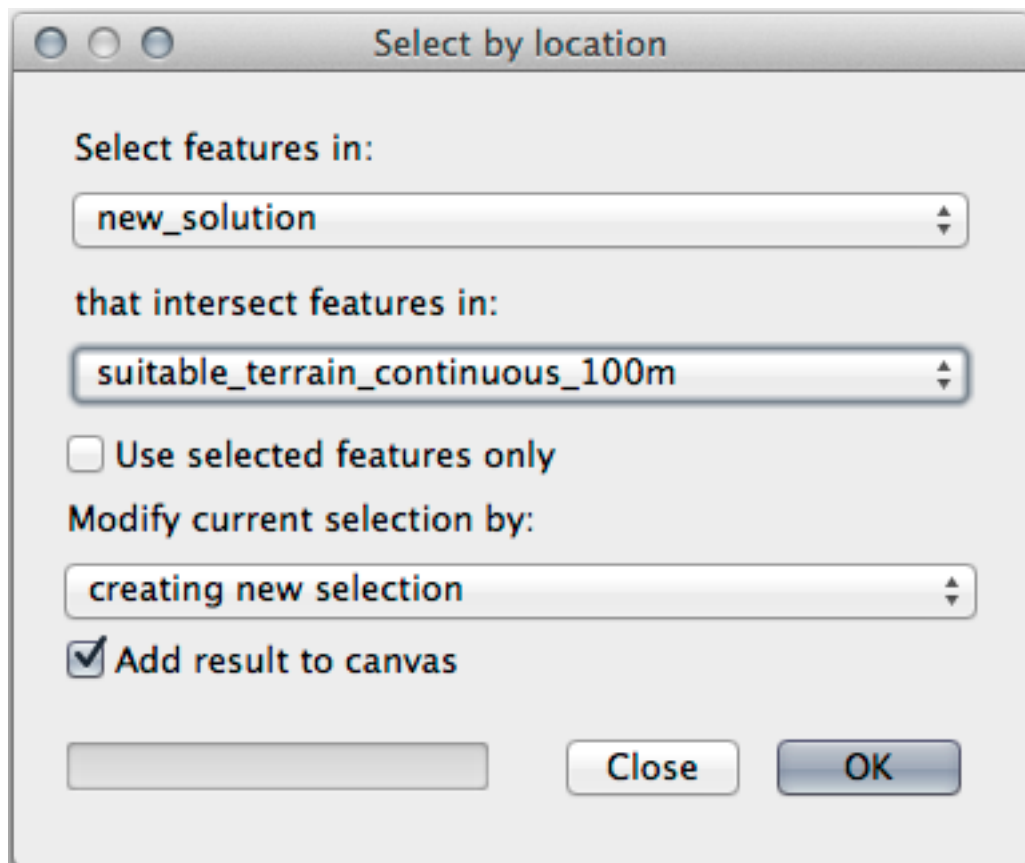 Select by location
Select features in:
new_solution
that intersect features in:
suitable_terrain_continuous_100m
Use selected features only
Modify current selection by:
creating new selection
Add result to canvas
Close OK